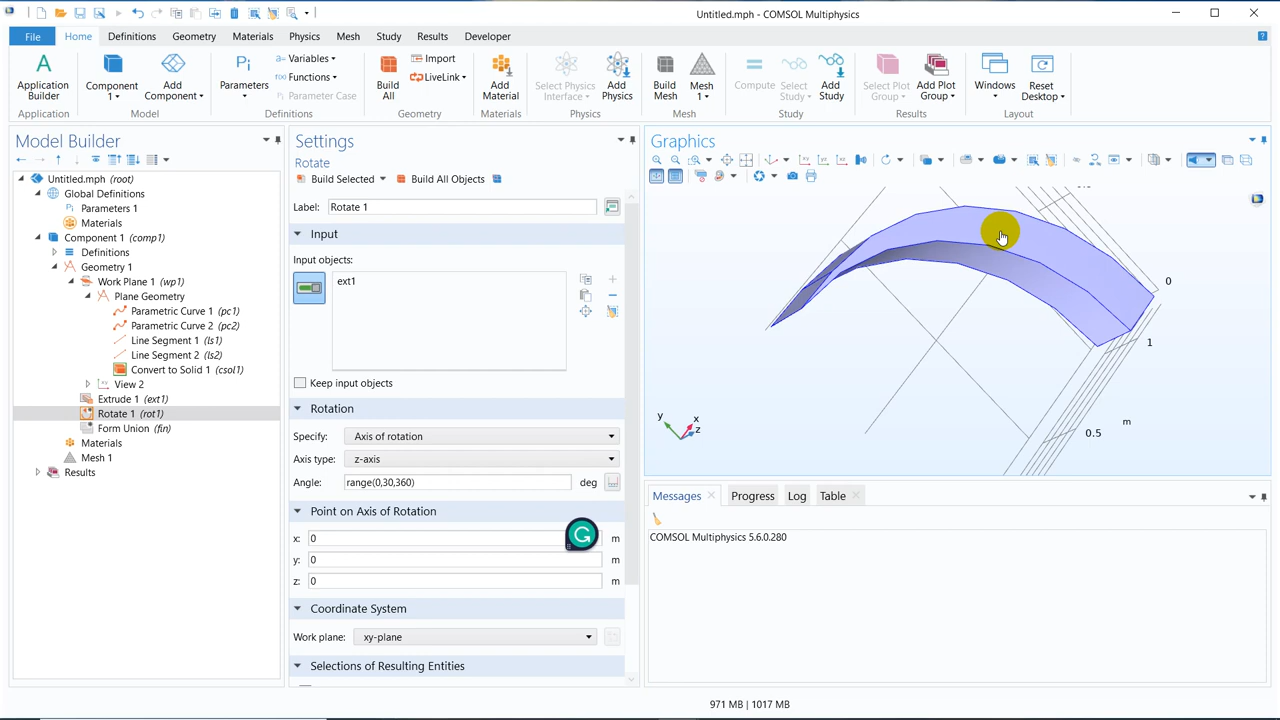 Untitled.mph - COMSOL Multiphysics
File Home Definitions Geometry Materials Physics Mesh Study Results Developer
Application Builder
Component 1
Add Component
Parameters
a= Variables
f(x) Functions
Pi Parameter Case
Build All
Import
LiveLink
Add Material
Select Physics Interface
Add Physics
Build Mesh
Mesh 1
Compute
Select Study
Add Study
Select Plot Group
Add Plot Group
Windows
Reset Desktop
Application Model Definitions Geometry Materials Physics Mesh Study Results Layout
Model Builder
Untitled.mph (root)
Global Definitions
Pi Parameters 1
Materials
Component 1 (comp1)
Definitions
Geometry 1
Work Plane 1 (wp1)
Plane Geometry
Parametric Curve 1 (pc1)
Parametric Curve 2 (pc2)
Line Segment 1 (ls1)
Line Segment 2 (ls2)
Convert to Solid 1 (csol1)
View 2
Extrude 1 (ext1)
Rotate 1 (rot1)
Form Union (fin)
Materials
Mesh 1
Results
Settings
Rotate
Build Selected Build All Objects
Label: Rotate 1
Input
Input objects:
ext1
Keep input objects
Rotation
Specify: Axis of rotation
Axis type: z-axis
Angle: range(0,30,360) deg
Point on Axis of Rotation
x: 0 m
y: 0 m
z: 0 m
Coordinate System
Work plane: xy-plane
Selections of Resulting Entities
Graphics
0
1
0.5
m
y x z
Messages Progress Log Table
COMSOL Multiphysics 5.6.0.280
971 MB | 1017 MB